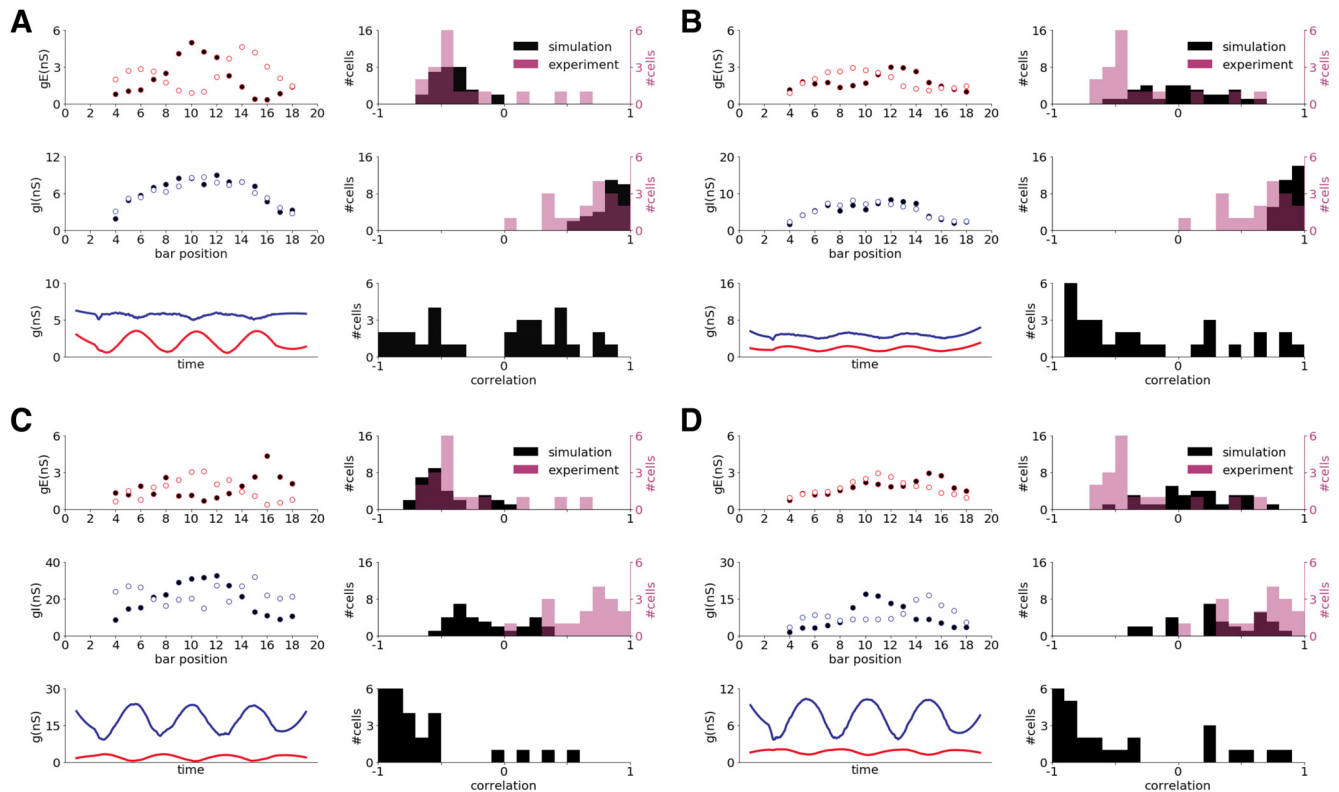 A
gE(nS)
6
3
0
0 2 4 6 8 10 12 14 16 18 20
#cells
16
8
0
-1 0 1
simulation
experiment
6
3
0
#cells
gI(nS)
12
6
0
0 2 4 6 8 10 12 14 16 18 20
bar position
#cells
16
8
0
-1 0 1
6
3
0
#cells
g(nS)
10
5
0
time
#cells
6
3
0
-1 0 1
correlation
B
gE(nS)
6
3
0
0 2 4 6 8 10 12 14 16 18 20
#cells
16
8
0
-1 0 1
simulation
experiment
6
3
0
#cells
gI(nS)
20
10
0
0 2 4 6 8 10 12 14 16 18 20
bar position
#cells
16
8
0
-1 0 1
6
3
0
#cells
g(nS)
16
8
0
time
#cells
6
3
0
-1 0 1
correlation
C
gE(nS)
6
3
0
0 2 4 6 8 10 12 14 16 18 20
#cells
16
8
0
-1 0 1
simulation
experiment
6
3
0
#cells
gI(nS)
40
20
0
0 2 4 6 8 10 12 14 16 18 20
bar position
#cells
16
8
0
-1 0 1
6
3
0
#cells
g(nS)
30
15
0
time
#cells
6
3
0
-1 0 1
correlation
D
gE(nS)
6
3
0
0 2 4 6 8 10 12 14 16 18 20
#cells
16
8
0
-1 0 1
simulation
experiment
6
3
0
#cells
gI(nS)
30
15
0
0 2 4 6 8 10 12 14 16 18 20
bar position
#cells
16
8
0
-1 0 1
6
3
0
#cells
g(nS)
12
6
0
time
#cells
6
3
0
-1 0 1
correlation